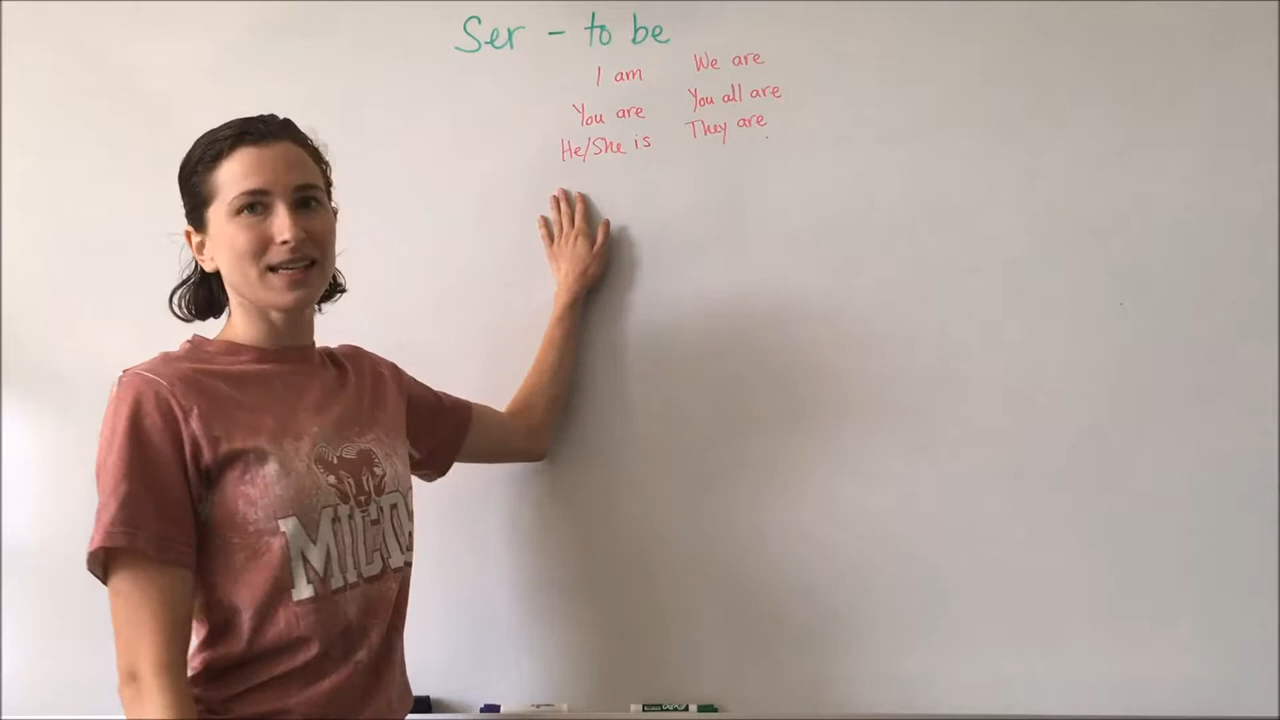 Ser - to be
I am
You are
He/She is
We are
You all are
They are